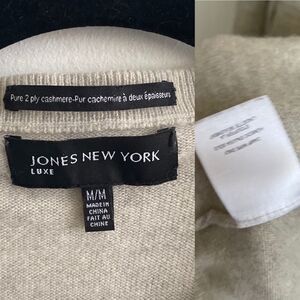 Pure 2 ply cashmere-Pur cachemire à deux épaisseurs
JONES NEW YORK
LUXE
M/M
MADE IN
CHINA
FAIT AU
CHINE